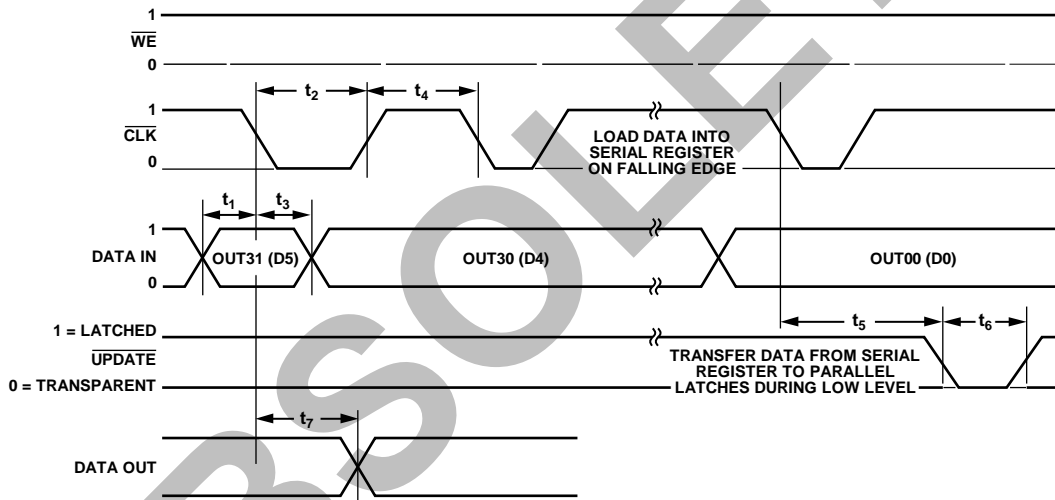 1
WE
0
t2
t4
1
CLK
0
LOAD DATA INTO
SERIAL REGISTER
ON FALLING EDGE
t1
t3
1
DATA IN
0
OUT31 (D5)
OUT30 (D4)
OUT00 (D0)
t5
t6
1 = LATCHED
UPDATE
0 = TRANSPARENT
TRANSFER DATA FROM SERIAL
REGISTER TO PARALLEL
LATCHES DURING LOW LEVEL
t7
DATA OUT
BSOLE